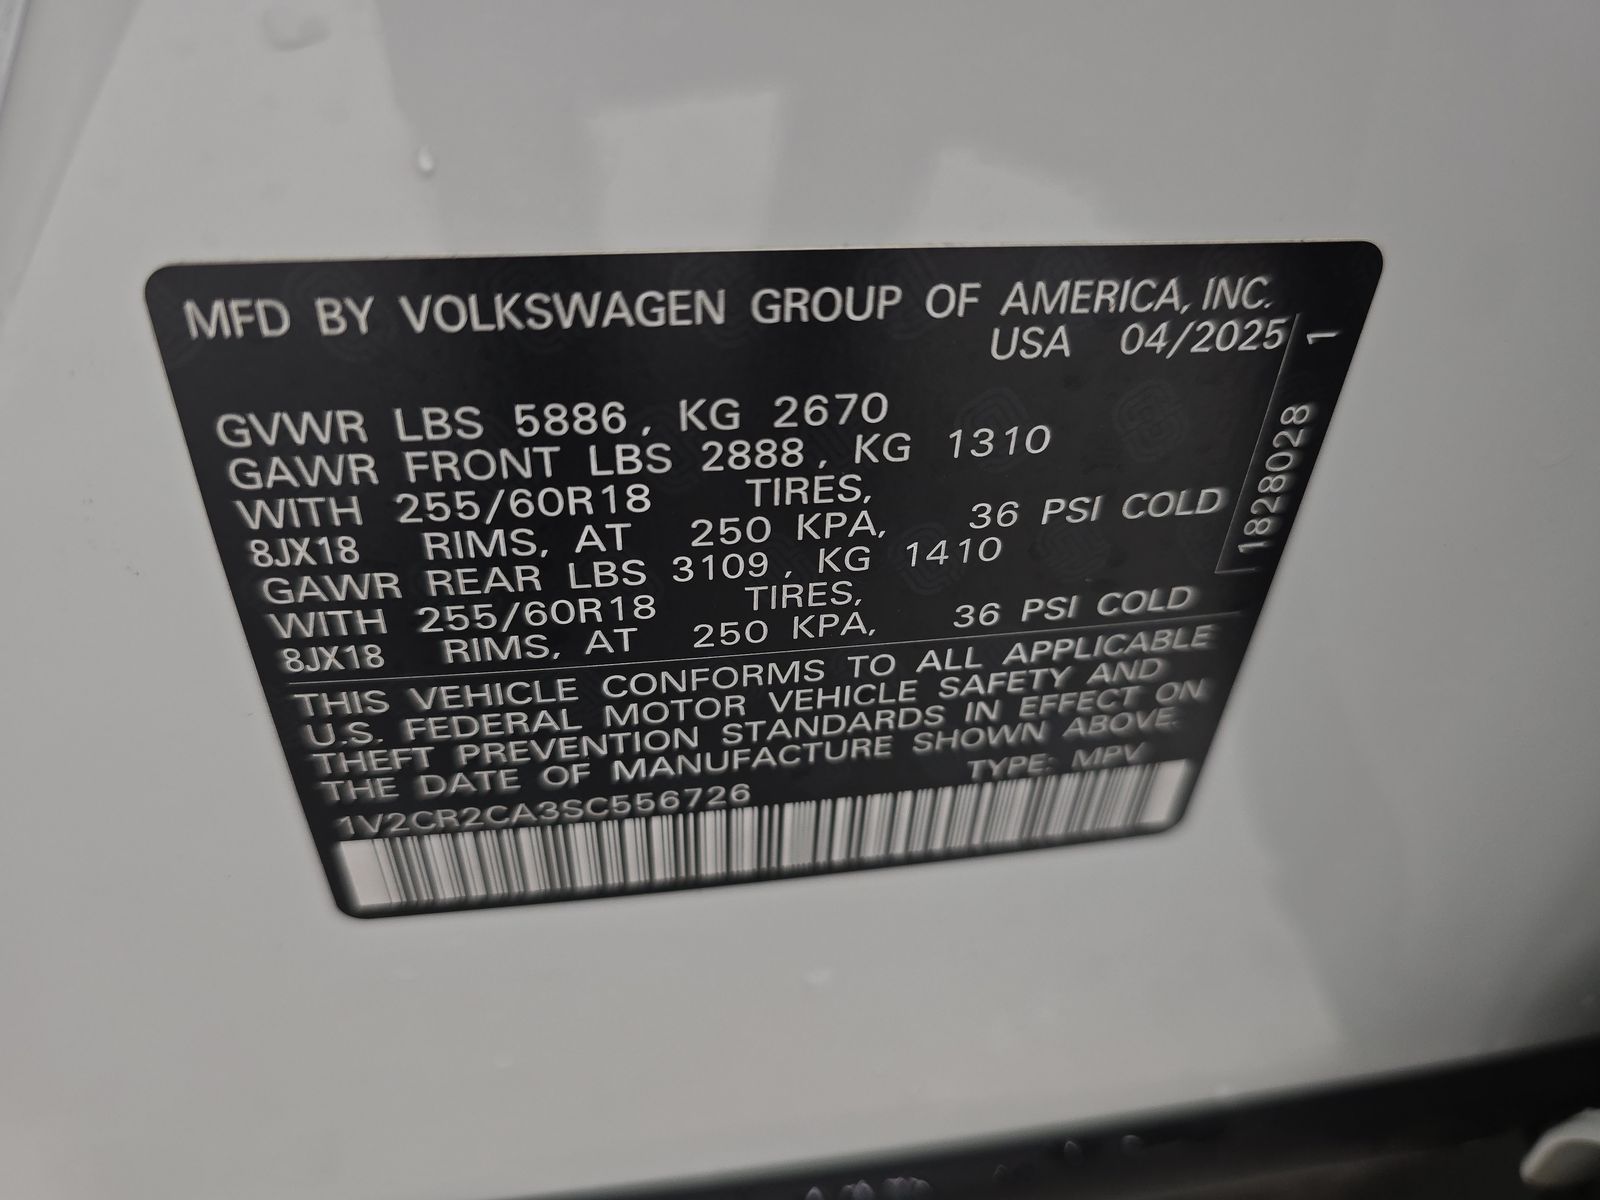 MFD BY VOLKSWAGEN GROUP OF AMERICA, INC.
USA 04/2025
GVWR LBS 5886, KG 2670
GAWR FRONT LBS 2888, KG 1310
WITH 255/60R18 TIRES,
8JX18 RIMS, AT 250 KPA, 36 PSI COLD
GAWR REAR LBS 3109, KG 1410
WITH 255/60R18 TIRES,
8JX18 RIMS, AT 250 KPA, 36 PSI COLD
THIS VEHICLE CONFORMS TO ALL APPLICABLE
U.S. FEDERAL MOTOR VEHICLE SAFETY AND
THEFT PREVENTION STANDARDS IN EFFECT ON
THE DATE OF MANUFACTURE SHOWN ABOVE.
1V2CR2CA3SC556726 TYPE: MPV
1828028 1